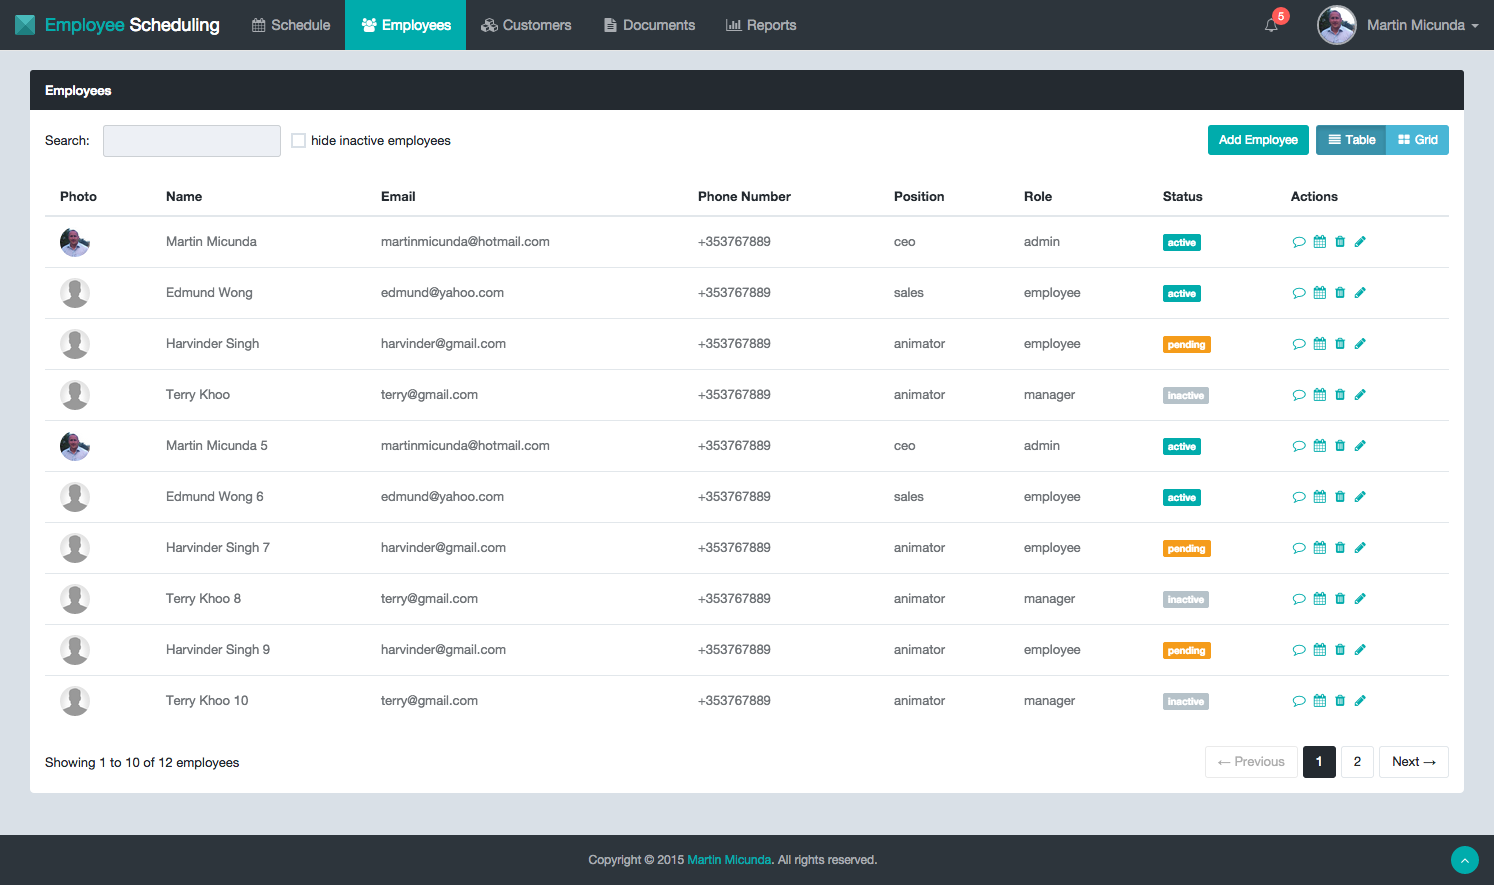 Employee Scheduling Schedule Employees Customers Documents Reports 5 Martin Micunda
Employees
Search: hide inactive employees Add Employee Table Grid
Photo Name Email Phone Number Position Role Status Actions
Martin Micunda martinmicunda@hotmail.com +353767889 ceo admin active
Edmund Wong edmund@yahoo.com +353767889 sales employee active
Harvinder Singh harvinder@gmail.com +353767889 animator employee pending
Terry Khoo terry@gmail.com +353767889 animator manager inactive
Martin Micunda 5 martinmicunda@hotmail.com +353767889 ceo admin active
Edmund Wong 6 edmund@yahoo.com +353767889 sales employee active
Harvinder Singh 7 harvinder@gmail.com +353767889 animator employee pending
Terry Khoo 8 terry@gmail.com +353767889 animator manager inactive
Harvinder Singh 9 harvinder@gmail.com +353767889 animator employee pending
Terry Khoo 10 terry@gmail.com +353767889 animator manager inactive
Showing 1 to 10 of 12 employees ← Previous 1 2 Next →
Copyright © 2015 Martin Micunda. All rights reserved.